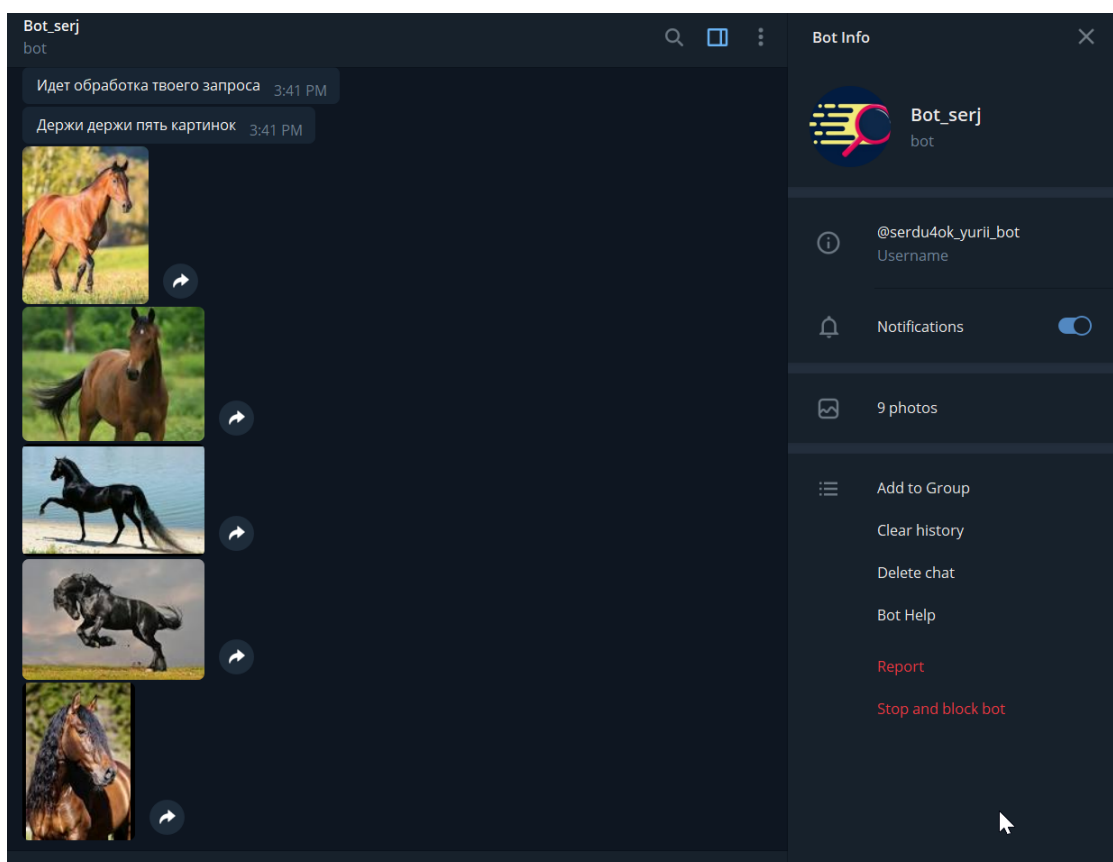 Bot_serj
bot
Идет обработка твоего запроса 3:41 PM
Держи держи пять картинок 3:41 PM
Bot Info
Bot_serj
bot
@serdu4ok_yurii_bot
Username
Notifications
9 photos
Add to Group
Clear history
Delete chat
Bot Help
Report
Stop and block bot